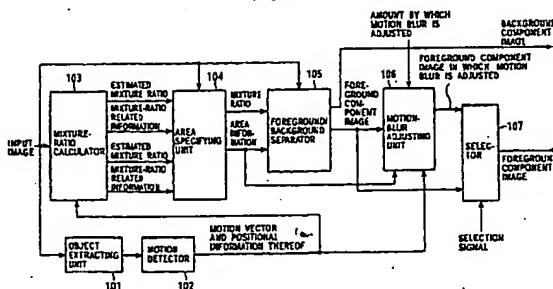 AMOUNT BY WHICH
MOTION BLUR IS
ADJUSTED
BACKGROUND
COMPONENT
IMAGE
FOREGROUND COMPONENT
IMAGE IN WHICH MOTION
BLUR IS ADJUSTED
103
ESTIMATED
MIXTURE RATIO
MIXTURE-RATIO
RELATED
INFORMATION
ESTIMATED
MIXTURE RATIO
MIXTURE-RATIO
RELATED
INFORMATION
104
MIXTURE
RATIO
AREA INFOR-
MATION
105
FORE-
GROUND
COM-
PONENT
IMAGE
106
107
INPUT
IMAGE
MIXTURE-
RATIO
CALCULATOR
AREA
SPECIFYING
UNIT
FOREGROUND/
BACKGROUND
SEPARATOR
MOTION-
BLUR
ADJUSTING
UNIT
SELEC-
TOR
FOREGROUND
COMPONENT
IMAGE
MOTION VECTOR
AND POSITIONAL
INFORMATION THEREOF
SELECTION
SIGNAL
OBJECT
EXTRACTING
UNIT
101
MOTION
DETECTOR
102